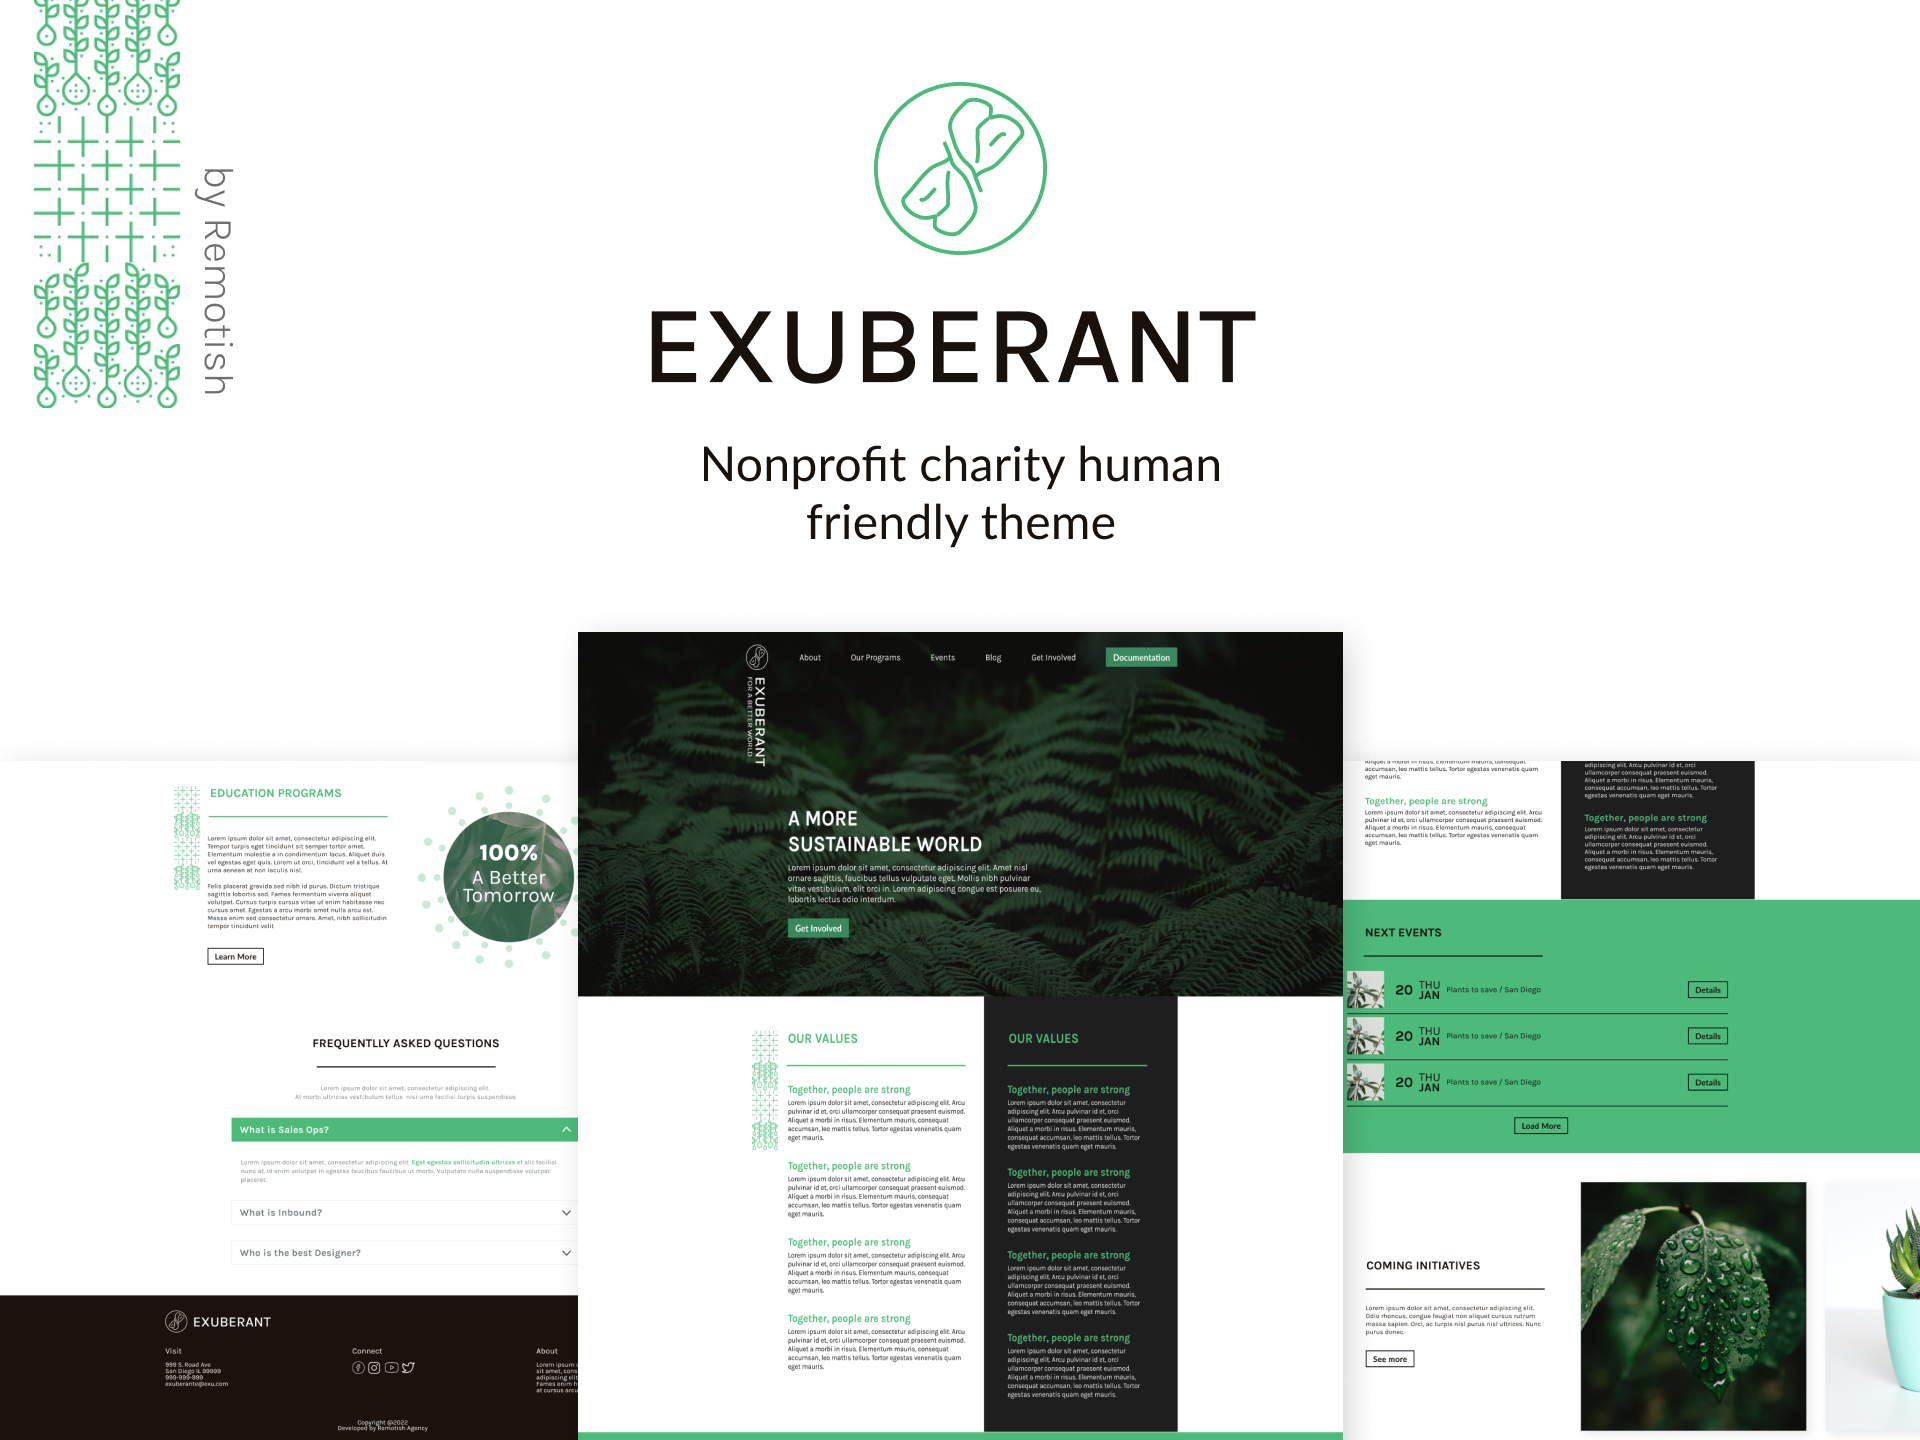 by Remotish
EXUBERANT
Nonprofit charity human
friendly theme
EDUCATION PROGRAMS
Lorem ipsum dolor sit amet, consectetur adipiscing elit.
Tempor turpis eget tincidunt sit semper tortor amet.
Elementum molestie a in condimentum lacus. Aliquet duis
vel egestas eget quis. Lorem ut orci, tincidunt vel a tellus. At
urna aenean at non iaculis nisl.
Felis placerat gravida sed nibh id purus. Dictum tristique
sagittis lobortis sed. Fames fermentum viverra aliquet
volutpat. Cursus turpis cursus vitae ut enim habitasse nec
cursus amet. Egestas a arcu morbi amet nulla arcu est.
Massa enim sed consectetur ornare. Amet, nibh sollicitudin
tempor tincidunt velit
Learn More
100%
A Better
Tomorrow
FREQUENTLLY ASKED QUESTIONS
Lorem ipsum dolor sit amet, consectetur adipiscing elit.
At morbi ultricies vestibulum tellus nisi urna facilisi turpis suspendisse.
What is Sales Ops?
Lorem ipsum dolor sit amet, consectetur adipiscing elit. Eget egestas sollicitudin ultrices et elit facilisi
nunc at. Id enim volutpat in egestas faucibus faucibus ut morbi. Vulputate nulla suspendisse volutpat
placerat.
What is Inbound?
Who is the best Designer?
EXUBERANT
Visit
999 S. Road Ave
San Diego IL 99999
999-999-999
exuberante@exu.com
Connect
About
Lorem ipsum
sit amet, cons
adipiscing elit
Fames enim h
at cursus arcu
Copyright @2022
Developed by Remotish Agency
About
Our Programs
Events
Blog
Get Involved
Documentation
EXUBERANT
FOR A BETTER WORLD
A MORE
SUSTAINABLE WORLD
Lorem ipsum dolor sit amet, consectetur adipiscing elit. Amet nisl
ornare sagittis, faucibus tellus vulputate eget. Mollis nibh pulvinar
vitae vestibulum, elit orci in. Lorem adipiscing congue est posuere eu,
lobortis lectus odio interdum.
Get Involved
OUR VALUES
Together, people are strong
Lorem ipsum dolor sit amet, consectetur adipiscing elit. Arcu
pulvinar id et, orci ullamcorper consequat praesent euismod.
Aliquet a morbi in risus. Elementum mauris, consequat
accumsan, leo mattis tellus. Tortor egestas venenatis quam
eget mauris.
Together, people are strong
Lorem ipsum dolor sit amet, consectetur adipiscing elit. Arcu
pulvinar id et, orci ullamcorper consequat praesent euismod.
Aliquet a morbi in risus. Elementum mauris, consequat
accumsan, leo mattis tellus. Tortor egestas venenatis quam
eget mauris.
Together, people are strong
Lorem ipsum dolor sit amet, consectetur adipiscing elit. Arcu
pulvinar id et, orci ullamcorper consequat praesent euismod.
Aliquet a morbi in risus. Elementum mauris, consequat
accumsan, leo mattis tellus. Tortor egestas venenatis quam
eget mauris.
Together, people are strong
Lorem ipsum dolor sit amet, consectetur adipiscing elit. Arcu
pulvinar id et, orci ullamcorper consequat praesent euismod.
Aliquet a morbi in risus. Elementum mauris, consequat
accumsan, leo mattis tellus. Tortor egestas venenatis quam
eget mauris.
OUR VALUES
Together, people are strong
Lorem ipsum dolor sit amet, consectetur
adipiscing elit. Arcu pulvinar id et, orci
ullamcorper consequat praesent euismod.
Aliquet a morbi in risus. Elementum mauris,
consequat accumsan, leo mattis tellus. Tortor
egestas venenatis quam eget mauris.
Together, people are strong
Lorem ipsum dolor sit amet, consectetur
adipiscing elit. Arcu pulvinar id et, orci
ullamcorper consequat praesent euismod.
Aliquet a morbi in risus. Elementum mauris,
consequat accumsan, leo mattis tellus. Tortor
egestas venenatis quam eget mauris.
Together, people are strong
Lorem ipsum dolor sit amet, consectetur
adipiscing elit. Arcu pulvinar id et, orci
ullamcorper consequat praesent euismod.
Aliquet a morbi in risus. Elementum mauris,
consequat accumsan, leo mattis tellus. Tortor
egestas venenatis quam eget mauris.
Together, people are strong
Lorem ipsum dolor sit amet, consectetur
adipiscing elit. Arcu pulvinar id et, orci
ullamcorper consequat praesent euismod.
Aliquet a morbi in risus. Elementum mauris,
consequat accumsan, leo mattis tellus. Tortor
egestas venenatis quam eget mauris.
Aliquet a morbi in risus. Elementum mauris, consequat
accumsan, leo mattis tellus. Tortor egestas venenatis quam
eget mauris.
Together, people are strong
Lorem ipsum dolor sit amet, consectetur adipiscing elit. Arcu
pulvinar id et, orci ullamcorper consequat praesent euismod.
Aliquet a morbi in risus. Elementum mauris, consequat
accumsan, leo mattis tellus. Tortor egestas venenatis quam
eget mauris.
adipiscing elit. Arcu pulvinar id et, orci
ullamcorper consequat praesent euismod.
Aliquet a morbi in risus. Elementum mauris,
consequat accumsan, leo mattis tellus. Tortor
egestas venenatis quam eget mauris.
Together, people are strong
Lorem ipsum dolor sit amet, consectetur
adipiscing elit. Arcu pulvinar id et, orci
ullamcorper consequat praesent euismod.
Aliquet a morbi in risus. Elementum mauris,
consequat accumsan, leo mattis tellus. Tortor
egestas venenatis quam eget mauris.
NEXT EVENTS
20 THU JAN Plants to save / San Diego Details
20 THU JAN Plants to save / San Diego Details
20 THU JAN Plants to save / San Diego Details
Load More
COMING INITIATIVES
Lorem ipsum dolor sit amet, consectetur adipiscing elit.
Odio rhoncus, congue feugiat non aliquet cursus rutrum
massa sapien. Orci, ac turpis nisl purus nisl ultrices. Nunc
purus donec.
See more